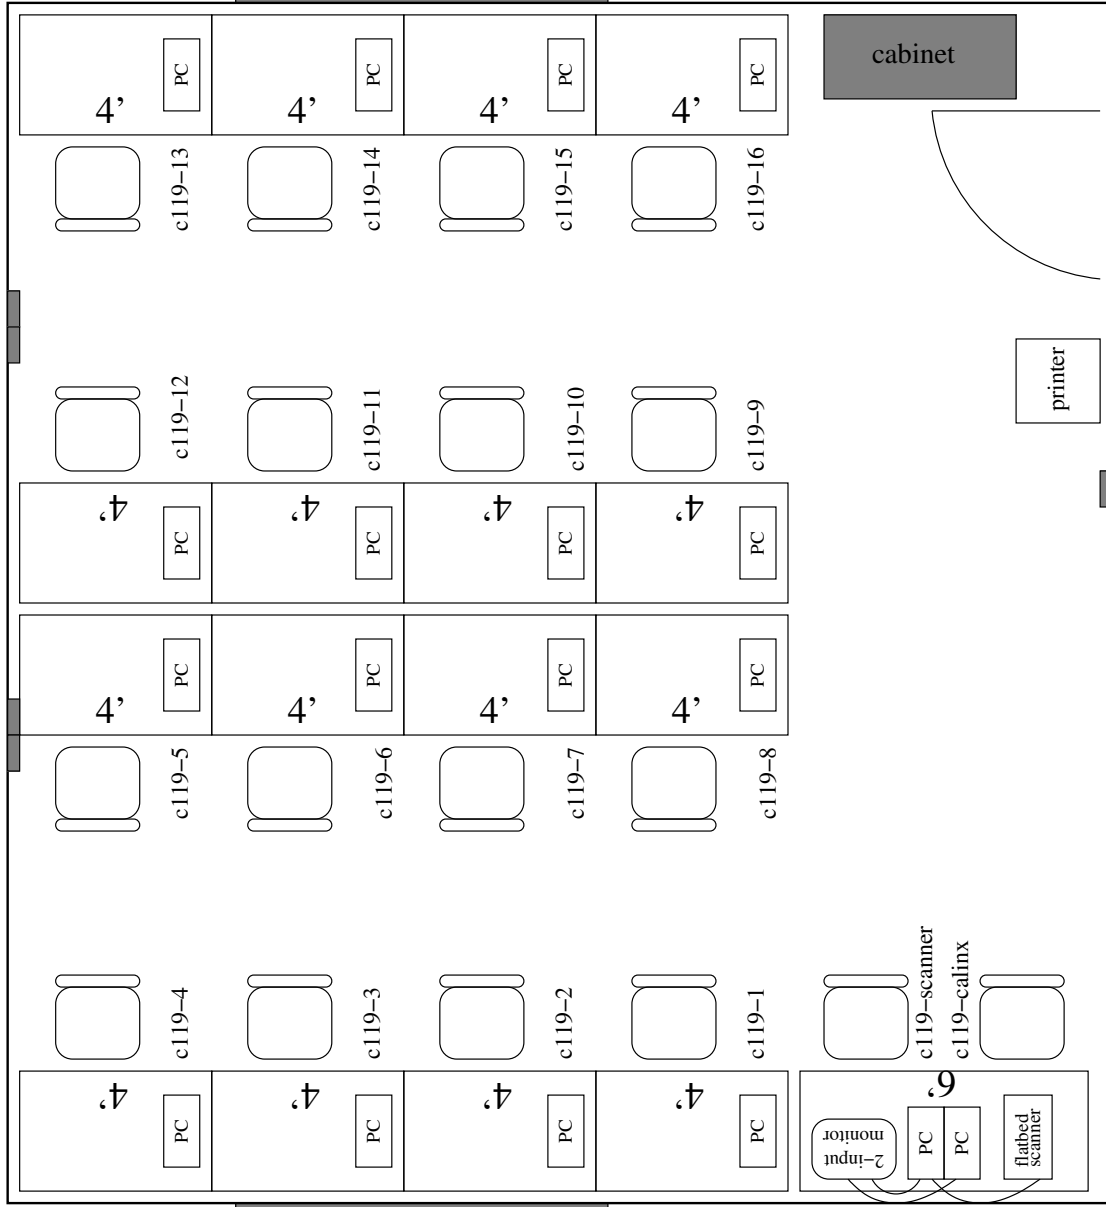 PC
PC
PC
PC
cabinet
4’
4’
4’
4’
c119−13
c119−14
c119−15
c119−16
printer
c119−12
c119−11
c119−10
c119−9
4’
4’
4’
4’
PC
PC
PC
PC
PC
PC
PC
PC
4’
4’
4’
4’
c119−5
c119−6
c119−7
c119−8
c119−4
c119−3
c119−2
c119−1
c119−scanner
c119−calinx
4’
4’
4’
4’
6’
PC
PC
PC
PC
2−input
monitor
PC
PC
flatbed
scanner